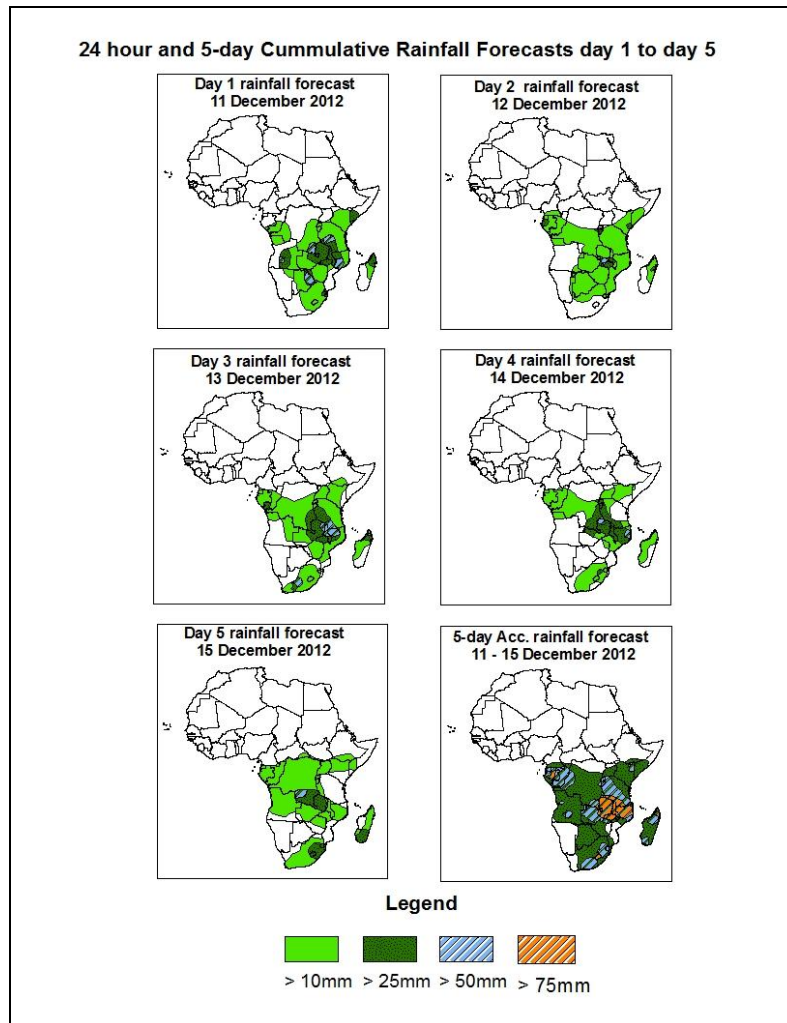 24 hour and 5-day Cummulative Rainfall Forecasts day 1 to day 5
Day 1 rainfall forecast
11 December 2012
Day 2 rainfall forecast
12 December 2012
Day 3 rainfall forecast
13 December 2012
Day 4 rainfall forecast
14 December 2012
Day 5 rainfall forecast
15 December 2012
5-day Acc. rainfall forecast
11 - 15 December 2012
Legend
> 10mm > 25mm > 50mm > 75mm